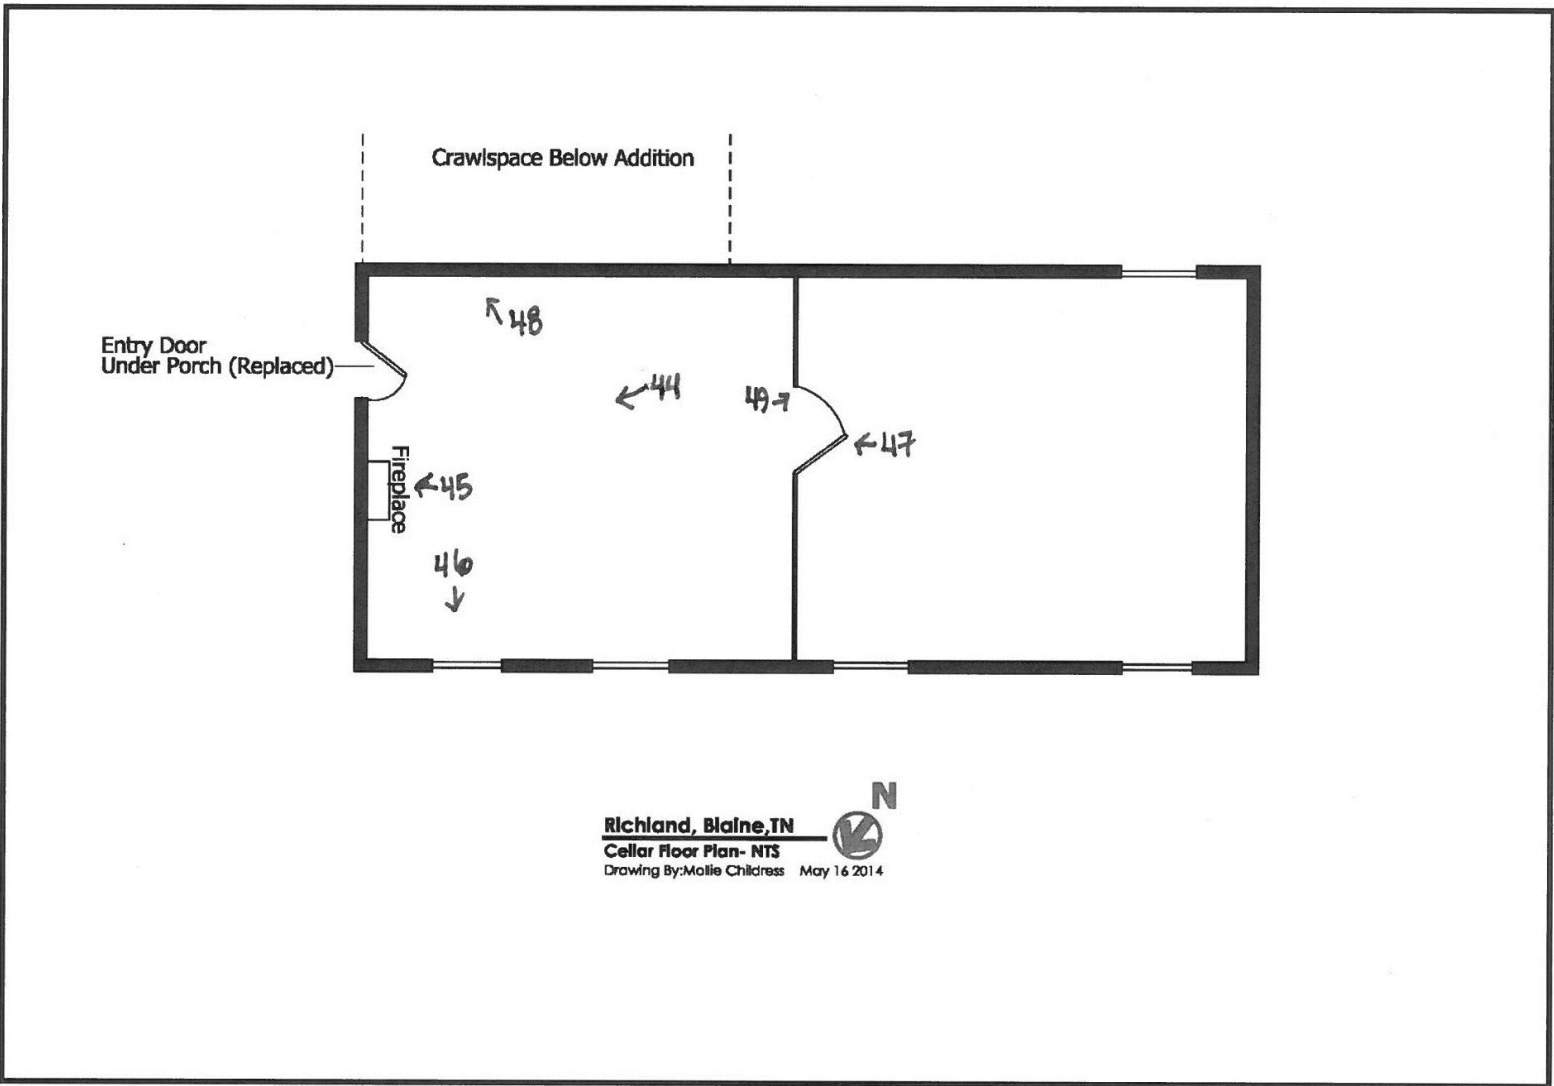 Crawlspace Below Addition
48
Entry Door
Under Porch (Replaced)
44
49
47
Fireplace
45
46
N
Richland, Blaine,TN
Cellar Floor Plan- NTS
Drawing By:Mollie Childress May 16 2014